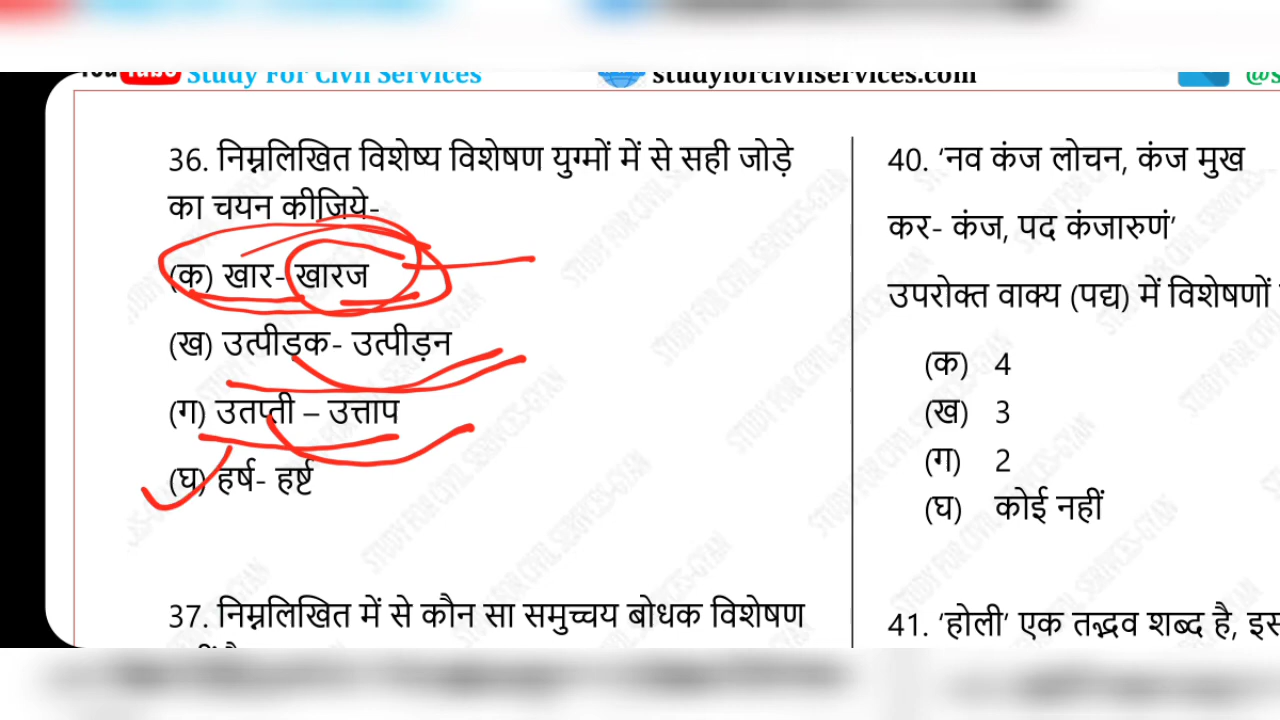 YouTube Study For Civil Services
studyforcivilservices.com
36. निम्नलिखित विशेष्य विशेषण युग्मों में से सही जोड़े
का चयन कीजिये-
(क) खार- खारज
(ख) उत्पीड़क- उत्पीड़न
(ग) उतप्ती – उत्ताप
(घ) हर्ष- हर्ष्ट
37. निम्नलिखित में से कौन सा समुच्चय बोधक विशेषण
40. ‘नव कंज लोचन, कंज मुख
कर- कंज, पद कंजारुणं’
उपरोक्त वाक्य (पद्य) में विशेषणों
(क) 4
(ख) 3
(ग) 2
(घ) कोई नहीं
41. ‘होली’ एक तद्भव शब्द है, इस